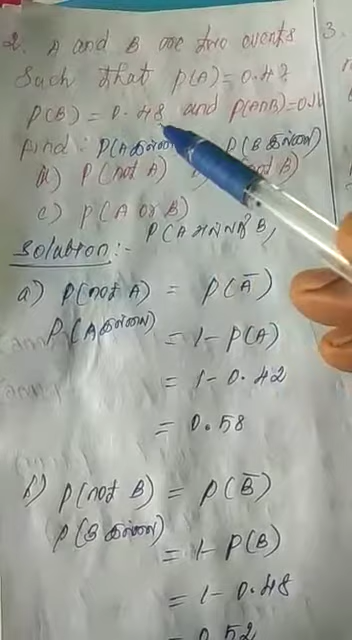 2. A and B are two events 3.
Such that P(A) = 0.42
P(B) = 0.48 and P(A∩B) = 0.16
find : P(A இல்லை) P(B இல்லை)
a) P(not A) b) P(not B)
c) P(A or B)
P(A அல்லது B)
Solution :-
a) P(not A) = P(Ā)
P(A இல்லை)
= 1 - P(A)
= 1 - 0.42
= 0.58
b) P(not B) = P(B̄)
P(B இல்லை)
= 1 - P(B)
= 1 - 0.48
= 0.52